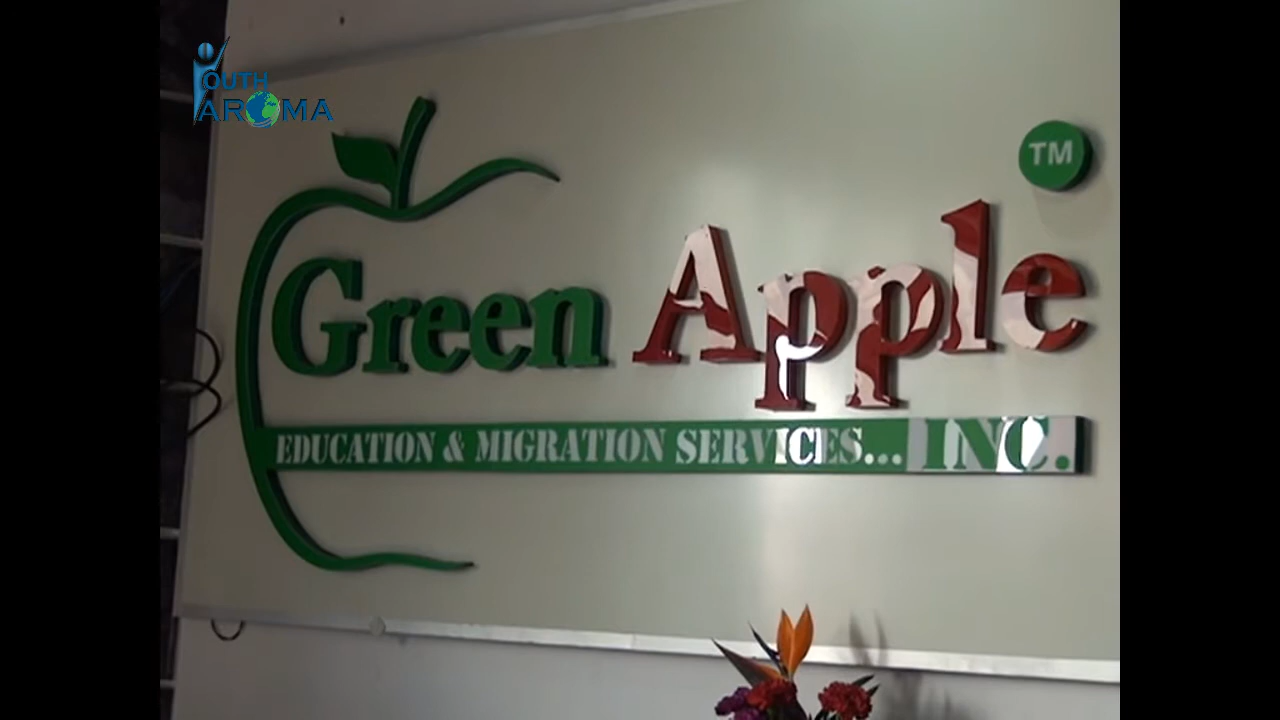 YOUTH
AROMA
TM
Green Apple
EDUCATION & MIGRATION SERVICES... INC.